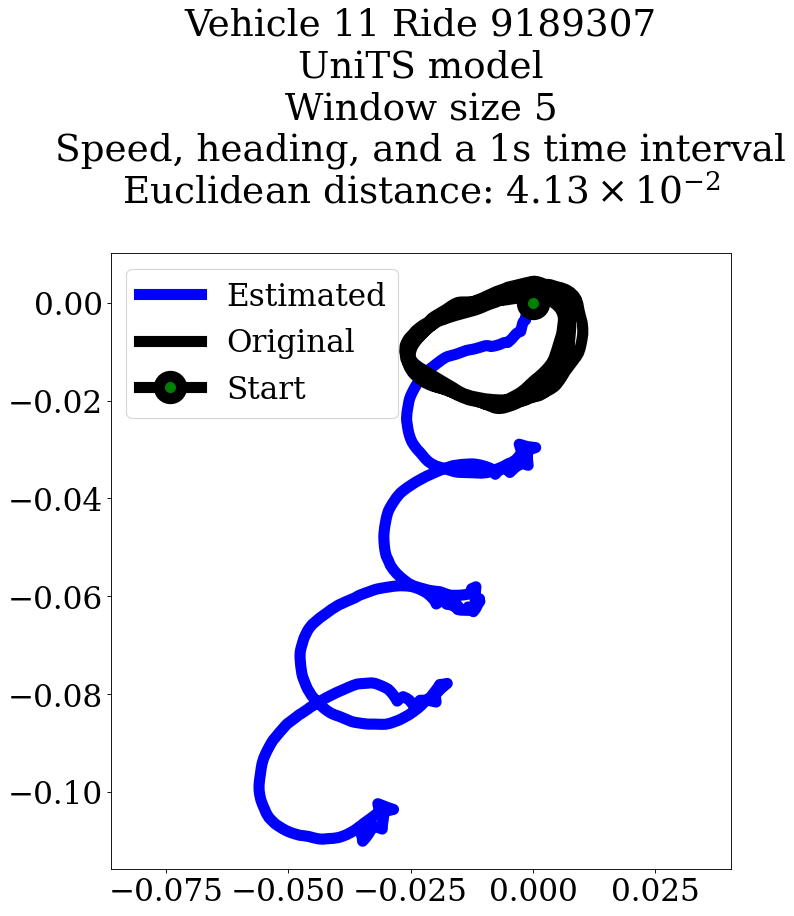 Vehicle 11 Ride 9189307
UniTS model
Window size 5
Speed, heading, and a 1s time interval
Euclidean distance: 4.13 × 10⁻²
Estimated
Original
Start
0.00
−0.02
−0.04
−0.06
−0.08
−0.10
−0.075 −0.050 −0.025 0.000 0.025